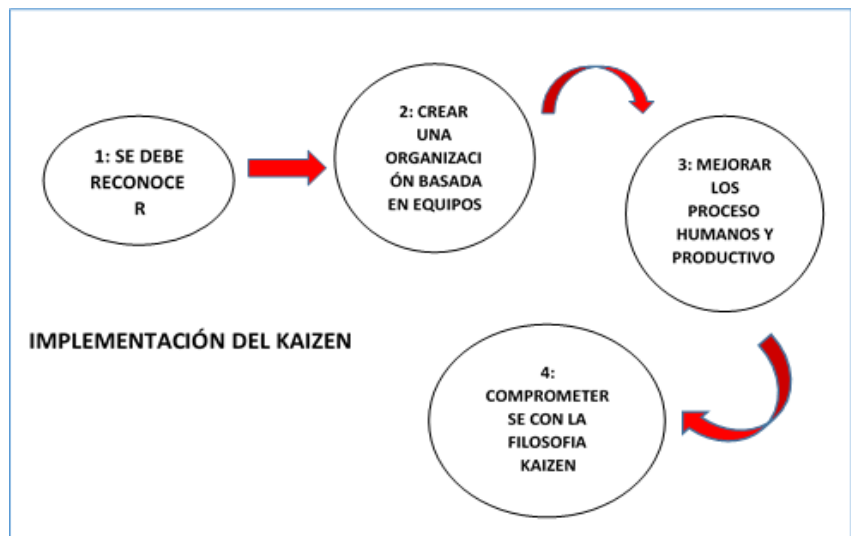 1: SE DEBE
RECONOCE
R
2: CREAR
UNA
ORGANIZACI
ÓN BASADA
EN EQUIPOS
3: MEJORAR
LOS
PROCESO
HUMANOS Y
PRODUCTIVO
IMPLEMENTACIÓN DEL KAIZEN
4:
COMPROMETER
SE CON LA
FILOSOFIA
KAIZEN